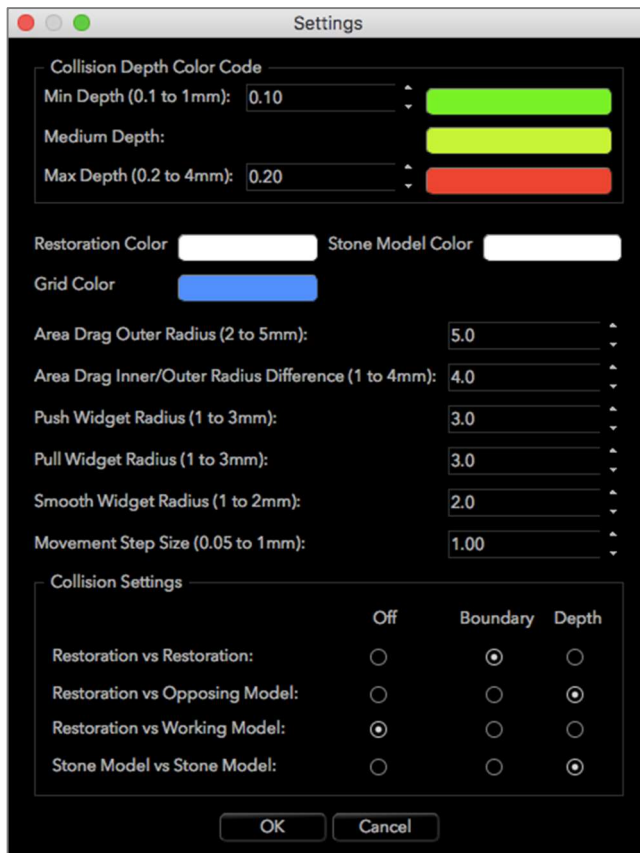 Settings
Collision Depth Color Code
Min Depth (0.1 to 1mm): 0.10
Medium Depth:
Max Depth (0.2 to 4mm): 0.20
Restoration Color Stone Model Color
Grid Color
Area Drag Outer Radius (2 to 5mm): 5.0
Area Drag Inner/Outer Radius Difference (1 to 4mm): 4.0
Push Widget Radius (1 to 3mm): 3.0
Pull Widget Radius (1 to 3mm): 3.0
Smooth Widget Radius (1 to 2mm): 2.0
Movement Step Size (0.05 to 1mm): 1.00
Collision Settings
Off Boundary Depth
Restoration vs Restoration:
Restoration vs Opposing Model:
Restoration vs Working Model:
Stone Model vs Stone Model:
OK Cancel